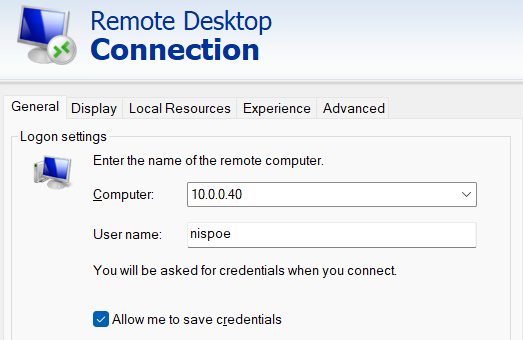 Remote Desktop
Connection
General Display Local Resources Experience Advanced
Logon settings
Enter the name of the remote computer.
Computer: 10.0.0.40
User name: nispoe
You will be asked for credentials when you connect.
Allow me to save credentials